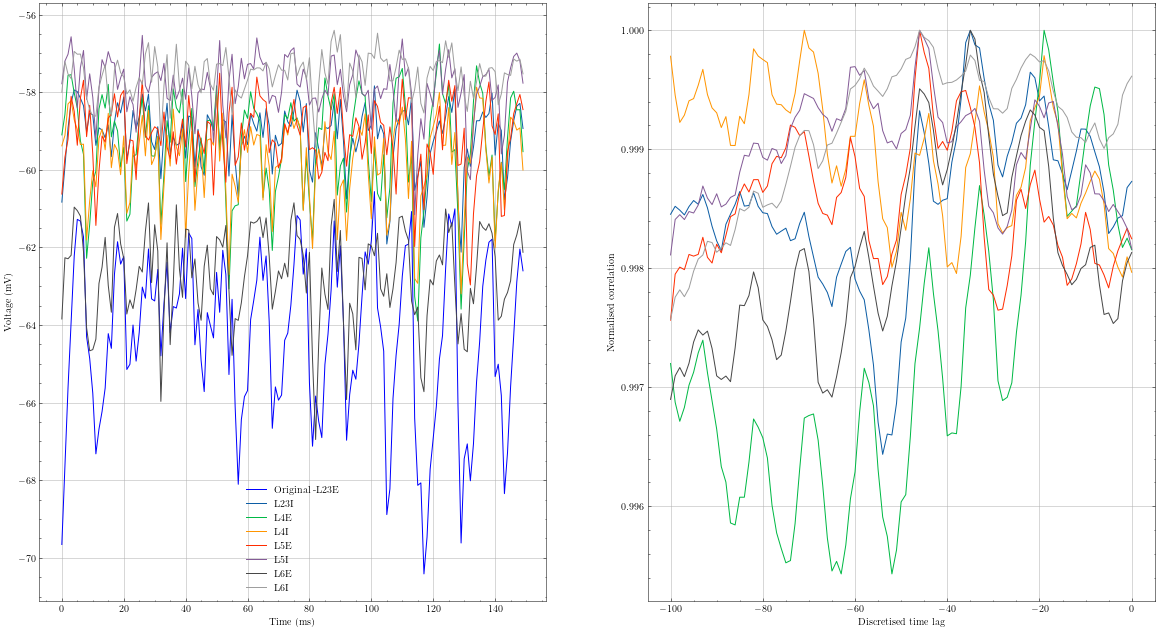 −56
−58
−60
−62
−64
−66
−68
−70
Voltage (mV)
0 20 40 60 80 100 120 140
Time (ms)
Original -L23E
L23I
L4E
L4I
L5E
L5I
L6E
L6I
1.000
0.999
0.998
0.997
0.996
Normalised correlation
−100 −80 −60 −40 −20 0
Discretised time lag